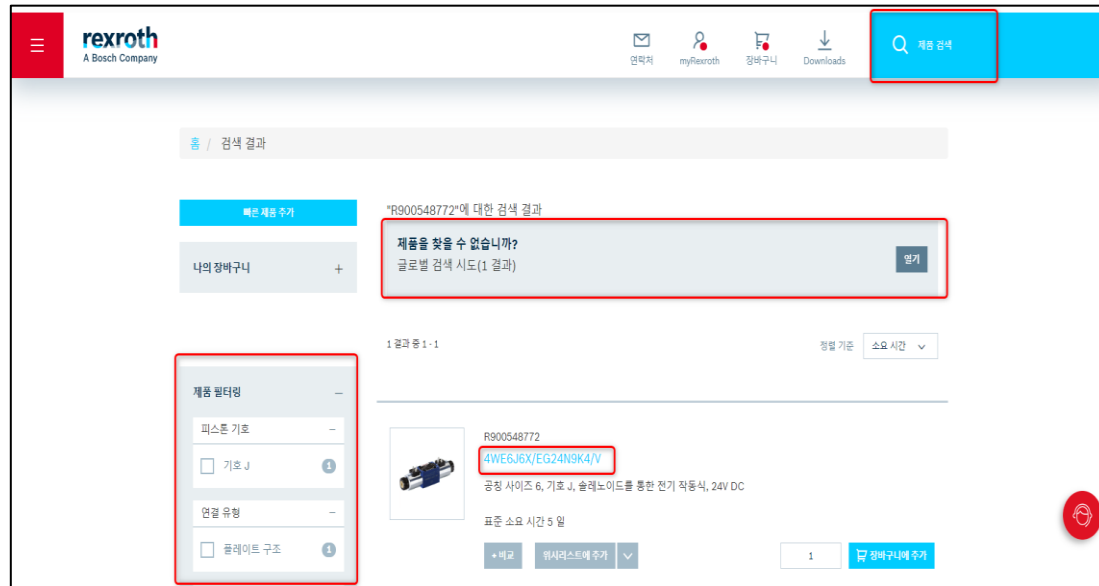 rexroth
A Bosch Company
연락처
myRexroth
장바구니
Downloads
제품 검색
홈 / 검색 결과
빠른 제품 추가
나의 장바구니 +
"R900548772"에 대한 검색 결과
제품을 찾을 수 없습니까?
글로벌 검색 시도(1 결과)
열기
1 결과 중 1 - 1
정렬 기준
소요 시간
제품 필터링 −
피스톤 기호 −
기호 J 1
연결 유형 −
플레이트 구조 1
R900548772
4WE6J6X/EG24N9K4/V
공칭 사이즈 6, 기호 J, 솔레노이드를 통한 전기 작동식, 24V DC
표준 소요 시간 5 일
+ 비교
위시리스트에 추가
1
장바구니에 추가